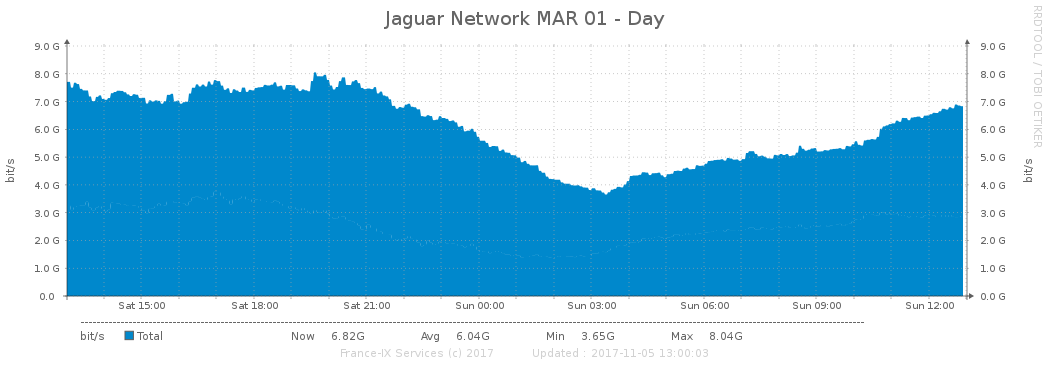 Jaguar Network MAR 01 - Day
RRDTOOL / TOBI OETIKER
9.0 G 9.0 G
8.0 G 8.0 G
7.0 G 7.0 G
6.0 G 6.0 G
5.0 G 5.0 G
4.0 G 4.0 G
3.0 G 3.0 G
2.0 G 2.0 G
1.0 G 1.0 G
0.0 0.0 G
bit/s bit/s
Sat 15:00 Sat 18:00 Sat 21:00 Sun 00:00 Sun 03:00 Sun 06:00 Sun 09:00 Sun 12:00
bit/s Total Now 6.82G Avg 6.04G Min 3.65G Max 8.04G
France-IX Services (c) 2017 Updated : 2017-11-05 13:00:03